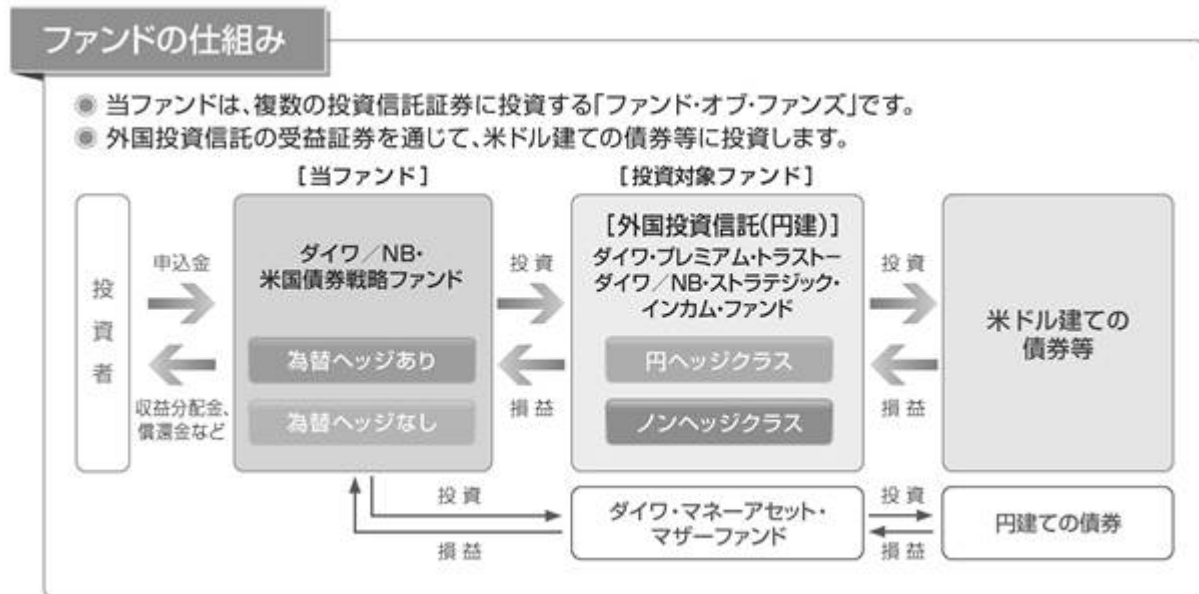 ファンドの仕組み
当ファンドは、複数の投資信託証券に投資する「ファンド・オブ・ファンズ」です。
外国投資信託の受益証券を通じて、米ドル建ての債券等に投資します。
[当ファンド]
[投資対象ファンド]
投資者
申込金
収益分配金、
償還金など
ダイワ／NB・
米国債券戦略ファンド
為替ヘッジあり
為替ヘッジなし
投資
損益
[外国投資信託(円建)]
ダイワ・プレミアム・トラストー
ダイワ／NB・ストラテジック・
インカム・ファンド
円ヘッジクラス
ノンヘッジクラス
投資
損益
米ドル建ての
債券等
投資
損益
ダイワ・マネーアセット・
マザーファンド
投資
損益
円建ての債券